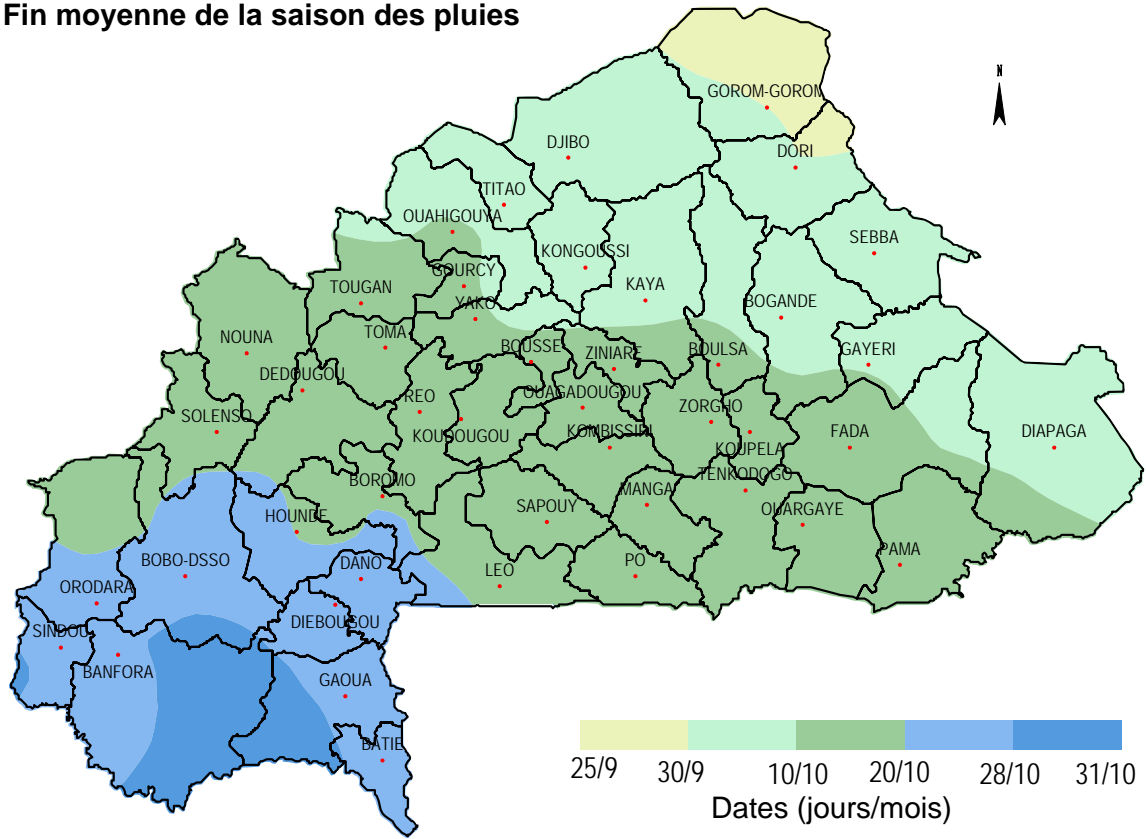 Fin moyenne de la saison des pluies
N
GOROM-GOROM
DJIBO
DORI
TITAO
OUAHIGOUYA
SEBBA
KONGOUSSI
GOURCY
KAYA
TOUGAN
BOGANDE
YAKO
NOUNA
TOMA
BOUSSE
ZINIARE
BOULSA
GAYERI
DEDOUGOU
REO
OUAGADOUGOU
ZORGHO
SOLENSO
KOUDOUGOU
KOMBISSIRI
KOUPELA
FADA
DIAPAGA
BOROMO
TENKODOGO
MANGA
HOUNDE
SAPOUY
OUARGAYE
BOBO-DSSO
DANO
LEO
PO
PAMA
ORODARA
SINDOU
DIEBOUGOU
BANFORA
GAOUA
BATIE
25/9 30/9 10/10 20/10 28/10 31/10
Dates (jours/mois)